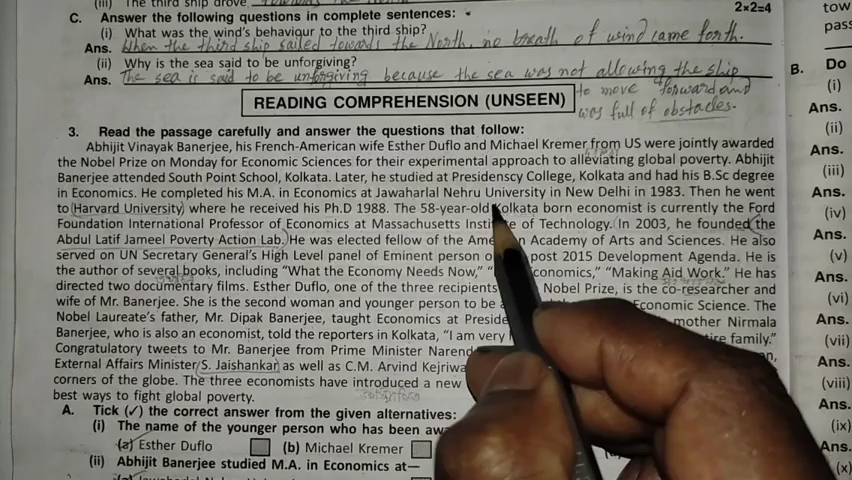 (iii) The third ship drove towards the North.
2×2=4
C. Answer the following questions in complete sentences:
(i) What was the wind's behaviour to the third ship?
Ans. When the third ship sailed towards the North, no breath of wind came forth.
(ii) Why is the sea said to be unforgiving?
Ans. The sea is said to be unforgiving because the sea was not allowing the ship
to move forward and
was full of obstacles.
READING COMPREHENSION (UNSEEN)
3. Read the passage carefully and answer the questions that follow:
Abhijit Vinayak Banerjee, his French-American wife Esther Duflo and Michael Kremer from US were jointly awarded
the Nobel Prize on Monday for Economic Sciences for their experimental approach to alleviating global poverty. Abhijit
Banerjee attended South Point School, Kolkata. Later, he studied at Presidenscy College, Kolkata and had his B.Sc degree
in Economics. He completed his M.A. in Economics at Jawaharlal Nehru University in New Delhi in 1983. Then he went
to (Harvard University) where he received his Ph.D 1988. The 58-year-old Kolkata born economist is currently the Ford
Foundation International Professor of Economics at Massachusetts Institute of Technology. (In 2003, he founded the
Abdul Latif Jameel Poverty Action Lab.) He was elected fellow of the American Academy of Arts and Sciences. He also
served on UN Secretary General's High Level panel of Eminent person o post 2015 Development Agenda. He is
the author of several books, including "What the Economy Needs Now," " conomics," "Making Aid Work." He has
directed two documentary films. Esther Duflo, one of the three recipients Nobel Prize, is the co-researcher and
wife of Mr. Banerjee. She is the second woman and younger person to be a Economic Science. The
Nobel Laureate's father, Mr. Dipak Banerjee, taught Economics at Preside mother Nirmala
Banerjee, who is also an economist, told the reporters in Kolkata, "I am very tire family."
Congratulatory tweets to Mr. Banerjee from Prime Minister Narend
External Affairs Minister (S. Jaishankar) as well as C.M. Arvind Kejriwa
corners of the globe. The three economists have introduced a new
best ways to fight global poverty.
A. Tick (✓) the correct answer from the given alternatives:
(i) The name of the younger person who has been aw
(a) Esther Duflo (b) Michael Kremer
(ii) Abhijit Banerjee studied M.A. in Economics at—
tow
pass
B. Do
(i)
Ans.
(ii)
Ans.
(iii)
Ans.
(iv)
Ans.
(v)
Ans.
(vi)
Ans.
(vii)
Ans.
(viii)
Ans.
(ix)
Ans.
(x)